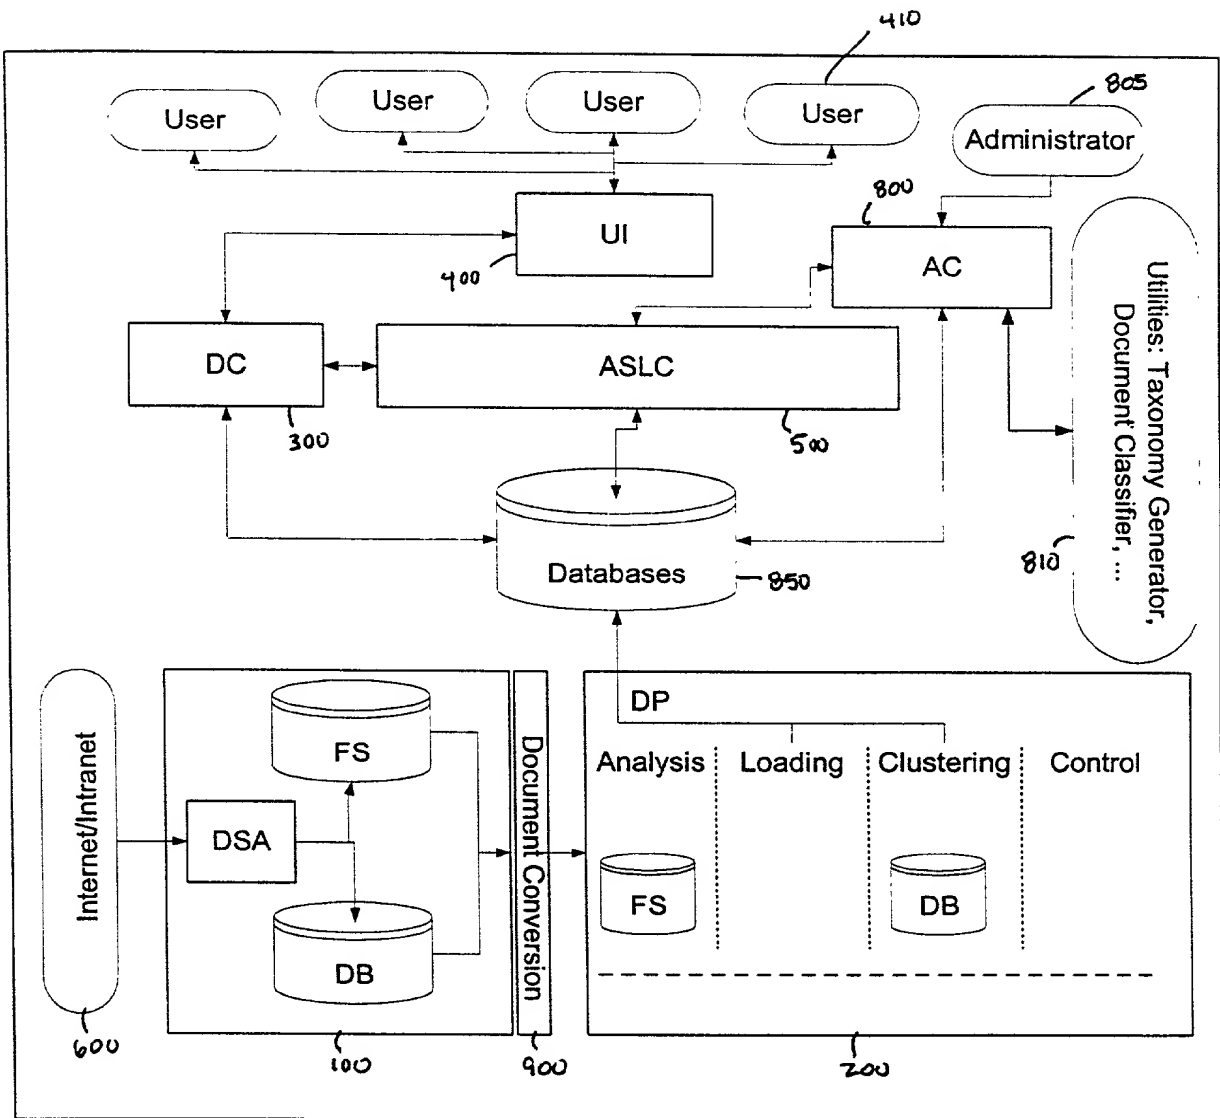 410
User
User
User
User
805
Administrator
800
UI
400
AC
Utilities: Taxonomy Generator,
Document Classifier, ...
810
DC
300
ASLC
500
Databases
850
Internet/Intranet
600
DSA
FS
DB
100
Document Conversion
900
DP
Analysis
Loading
Clustering
Control
FS
DB
200